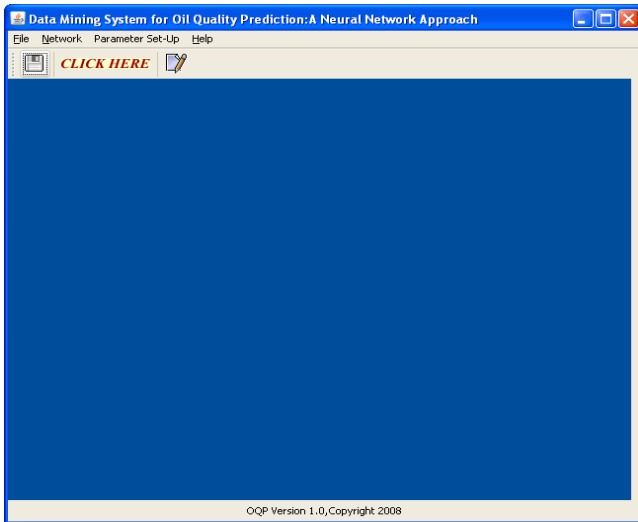 Data Mining System for Oil Quality Prediction:A Neural Network Approach
File Network Parameter Set-Up Help
CLICK HERE
OQP Version 1.0,Copyright 2008